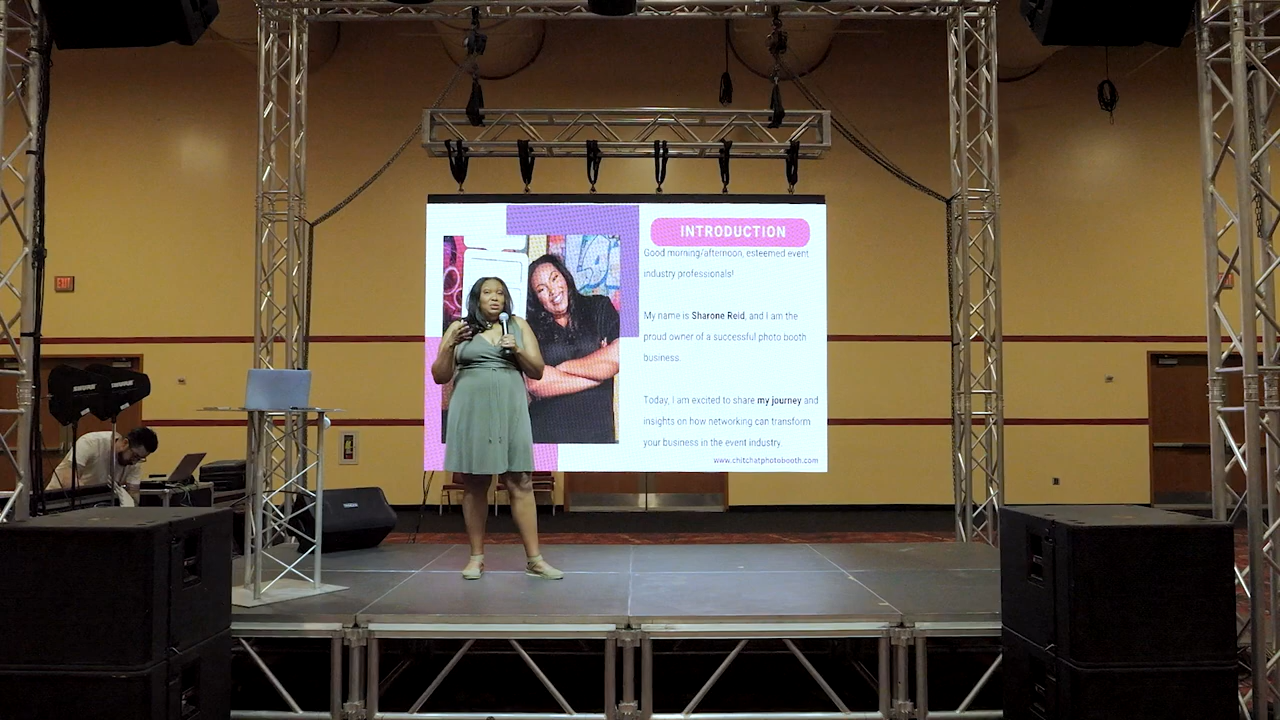 INTRODUCTION
Good morning/afternoon, esteemed event
industry professionals!
My name is Sharone Reid, and I am the
proud owner of a successful photo booth
business.
Today, I am excited to share my journey and
insights on how networking can transform
your business in the event industry.
www.chitchatphotobooth.com
EXIT